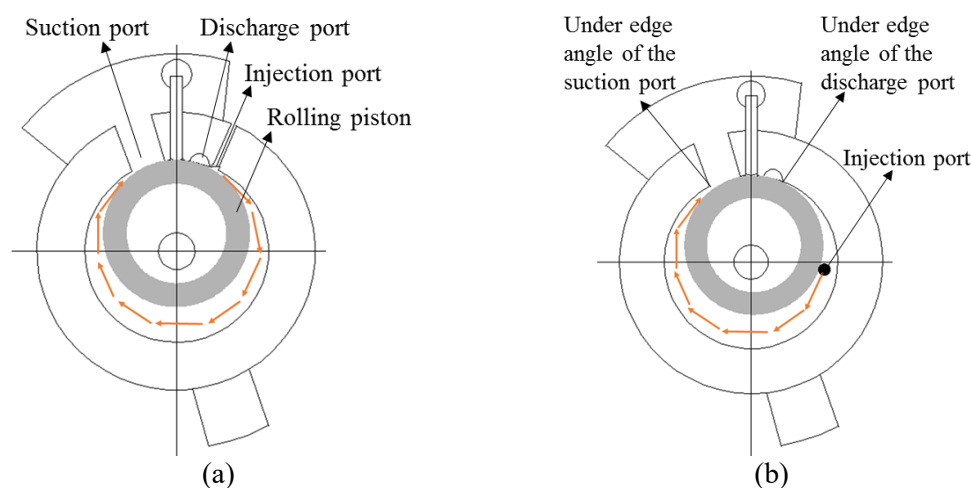 Suction port
Discharge port
Injection port
Rolling piston
(a)
Under edge
angle of the
suction port
Under edge
angle of the
discharge port
Injection port
(b)